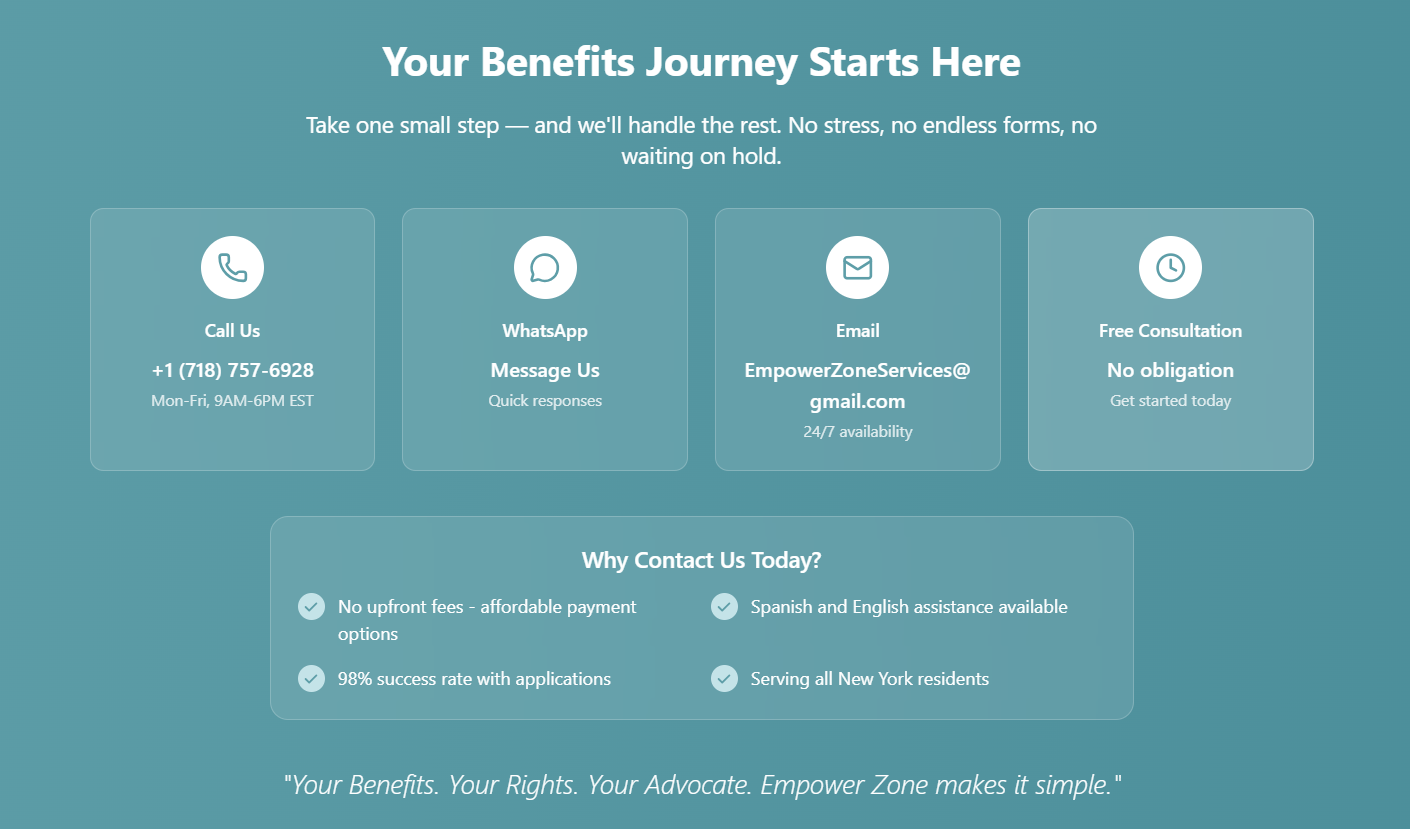 Your Benefits Journey Starts Here
Take one small step — and we'll handle the rest. No stress, no endless forms, no
waiting on hold.
Call Us
+1 (718) 757-6928
Mon-Fri, 9AM-6PM EST
WhatsApp
Message Us
Quick responses
Email
EmpowerZoneServices@
gmail.com
24/7 availability
Free Consultation
No obligation
Get started today
Why Contact Us Today?
No upfront fees - affordable payment
options
Spanish and English assistance available
98% success rate with applications
Serving all New York residents
"Your Benefits. Your Rights. Your Advocate. Empower Zone makes it simple."